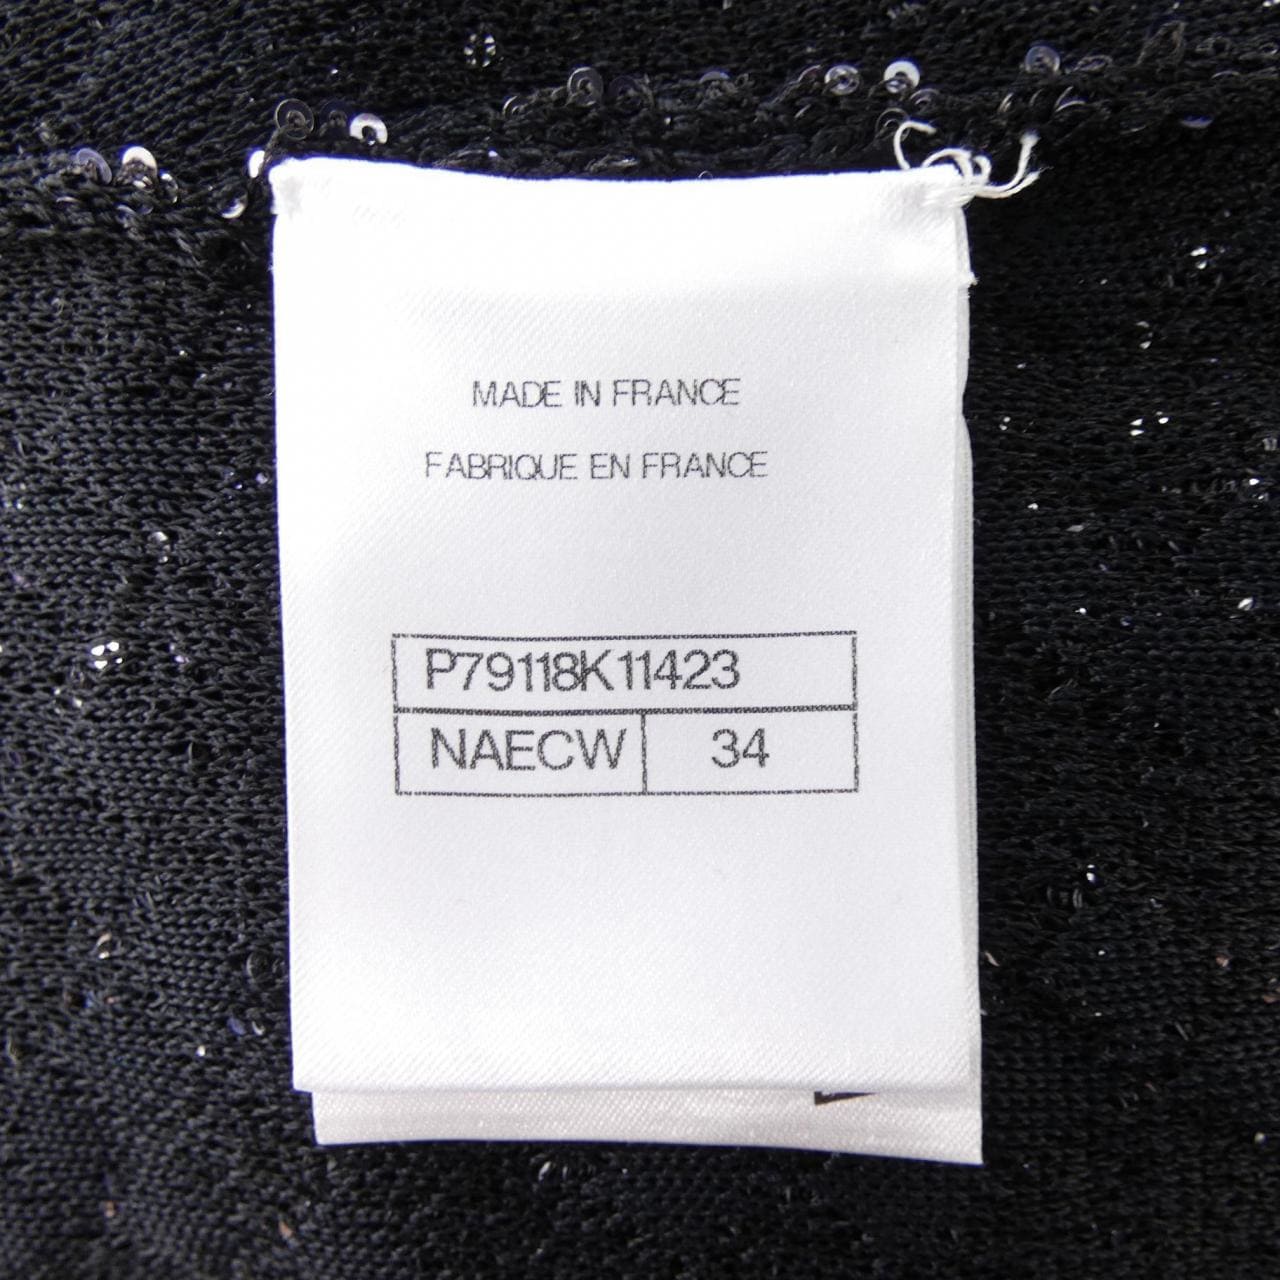 MADE IN FRANCE
FABRIQUE EN FRANCE
P79118K11423
NAECW 34